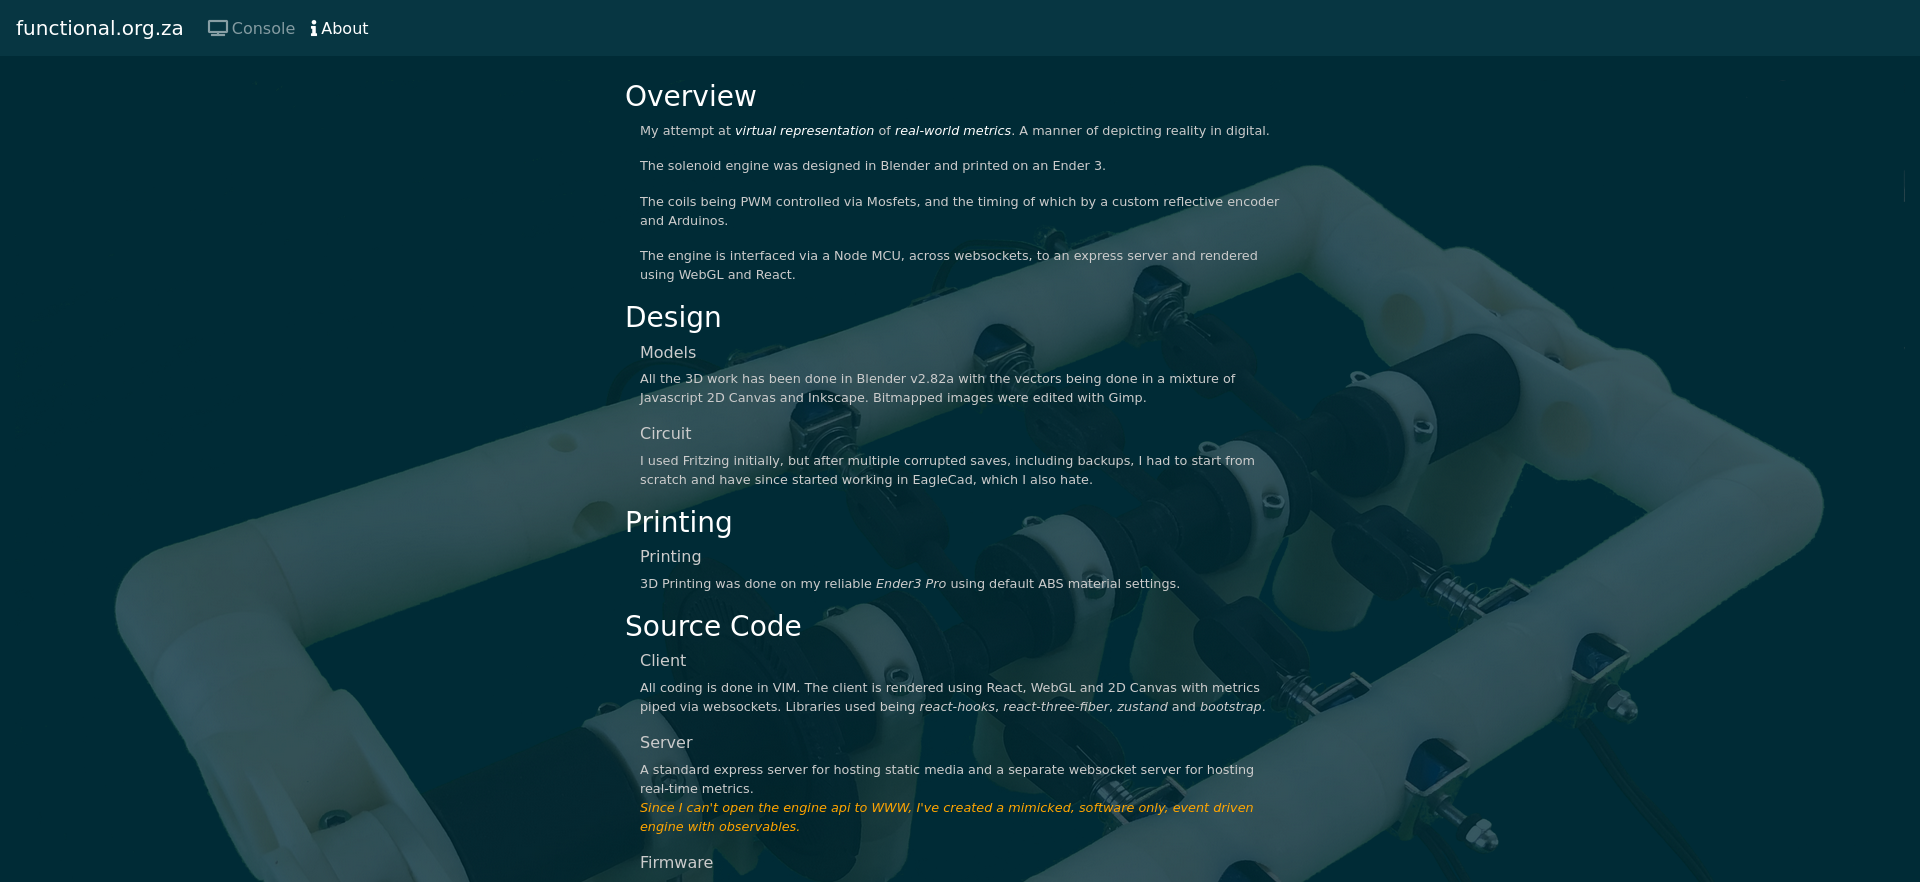 functional.org.za Console About
Overview
My attempt at virtual representation of real-world metrics. A manner of depicting reality in digital.
The solenoid engine was designed in Blender and printed on an Ender 3.
The coils being PWM controlled via Mosfets, and the timing of which by a custom reflective encoder
and Arduinos.
The engine is interfaced via a Node MCU, across websockets, to an express server and rendered
using WebGL and React.
Design
Models
All the 3D work has been done in Blender v2.82a with the vectors being done in a mixture of
Javascript 2D Canvas and Inkscape. Bitmapped images were edited with Gimp.
Circuit
I used Fritzing initially, but after multiple corrupted saves, including backups, I had to start from
scratch and have since started working in EagleCad, which I also hate.
Printing
Printing
3D Printing was done on my reliable Ender3 Pro using default ABS material settings.
Source Code
Client
All coding is done in VIM. The client is rendered using React, WebGL and 2D Canvas with metrics
piped via websockets. Libraries used being react-hooks, react-three-fiber, zustand and bootstrap.
Server
A standard express server for hosting static media and a separate websocket server for hosting
real-time metrics.
Since I can't open the engine api to WWW, I've created a mimicked, software only, event driven
engine with observables.
Firmware